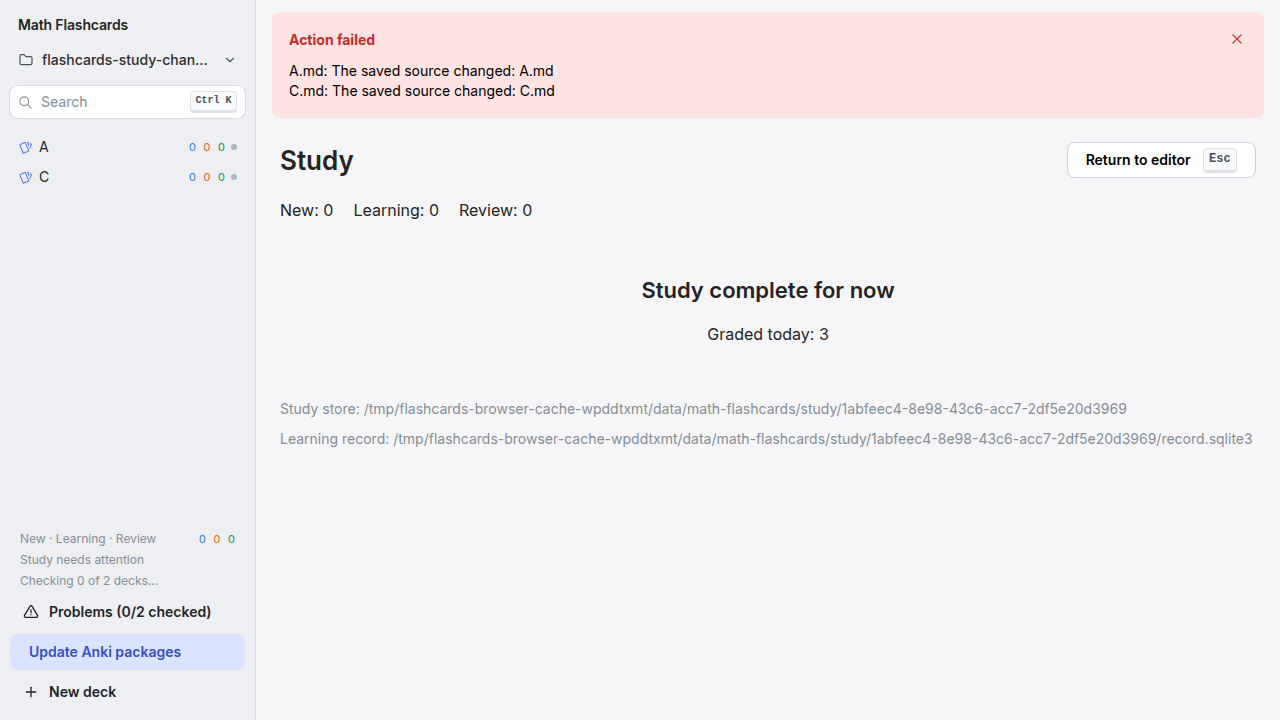 Math Flashcards
flashcards-study-chan...
Search
Ctrl K
A
0 0 0
C
0 0 0
New · Learning · Review
0 0 0
Study needs attention
Checking 0 of 2 decks...
Problems (0/2 checked)
Update Anki packages
New deck
Action failed
A.md: The saved source changed: A.md
C.md: The saved source changed: C.md
Study
Return to editor
Esc
New: 0 Learning: 0 Review: 0
Study complete for now
Graded today: 3
Study store: /tmp/flashcards-browser-cache-wpddtxmt/data/math-flashcards/study/1abfeec4-8e98-43c6-acc7-2df5e20d3969
Learning record: /tmp/flashcards-browser-cache-wpddtxmt/data/math-flashcards/study/1abfeec4-8e98-43c6-acc7-2df5e20d3969/record.sqlite3